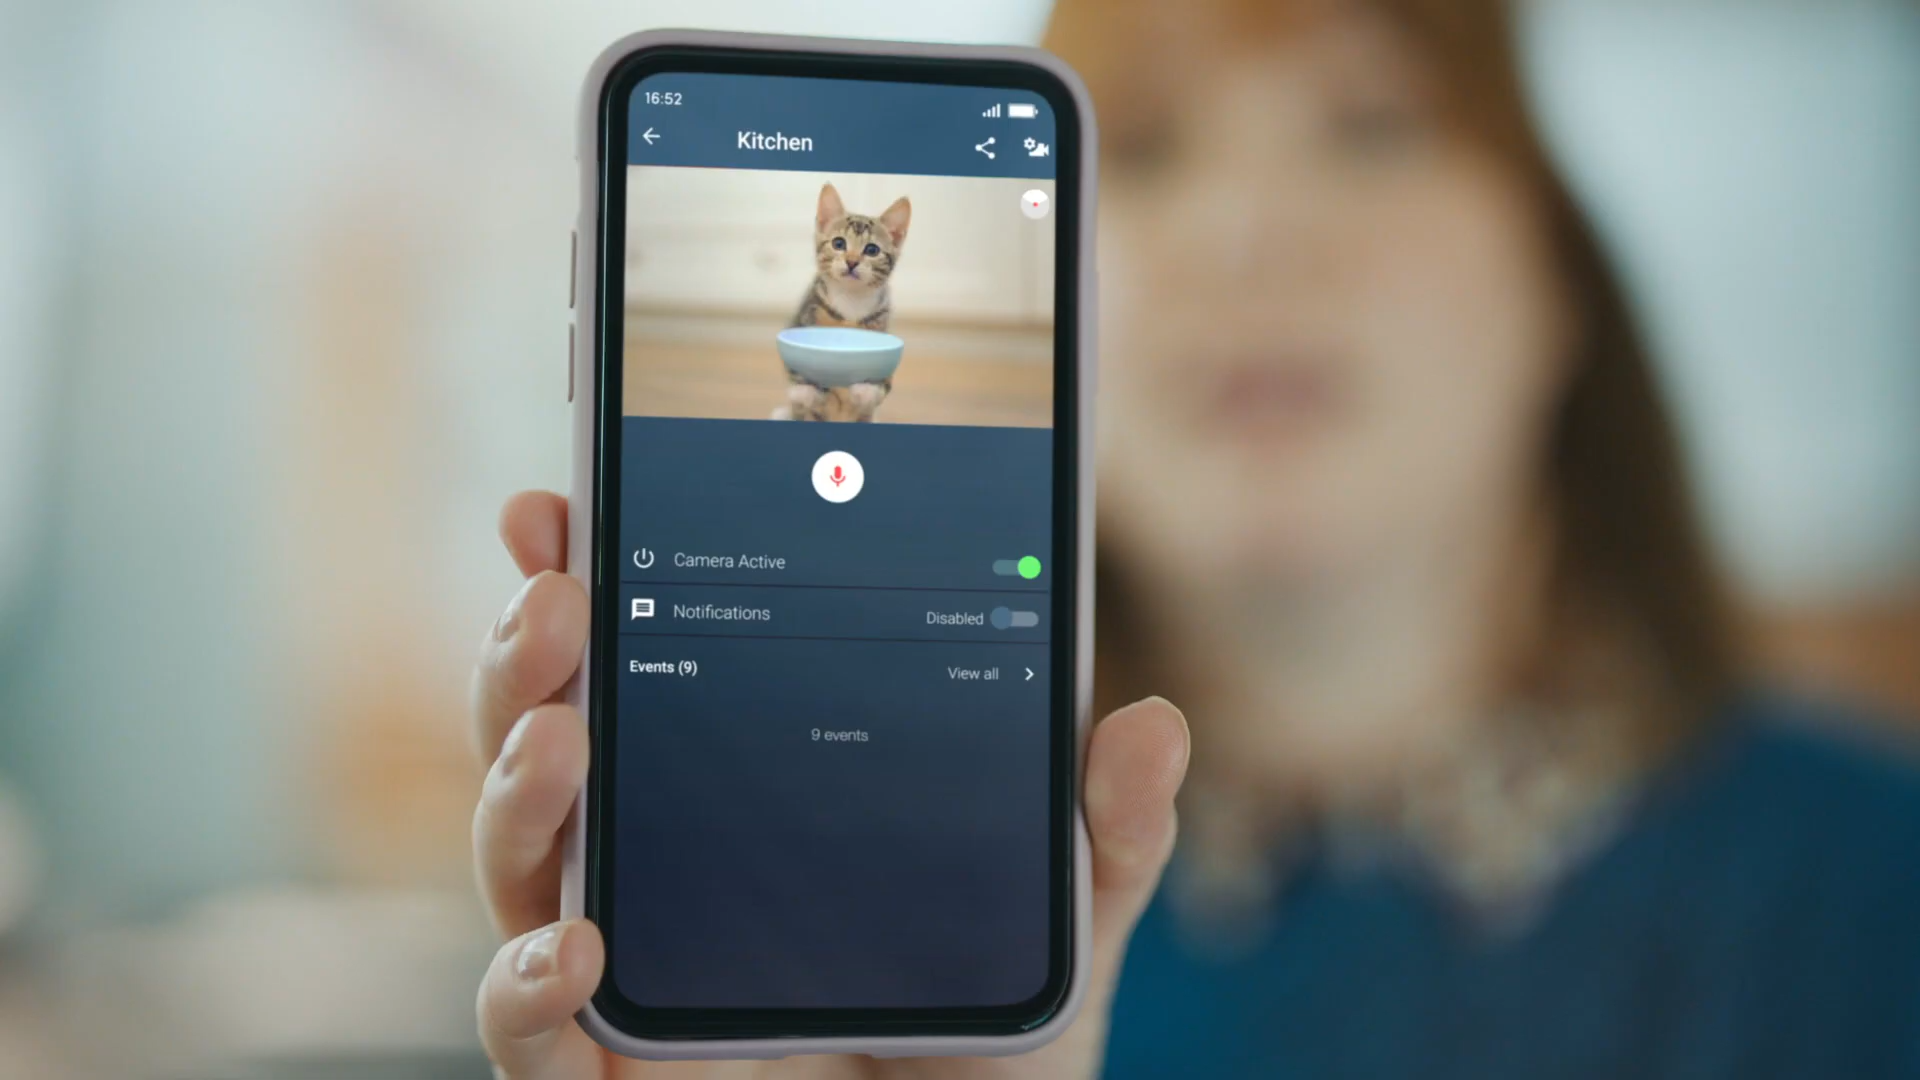 16:52
Kitchen
Camera Active
Notifications Disabled
Events (9) View all
9 events